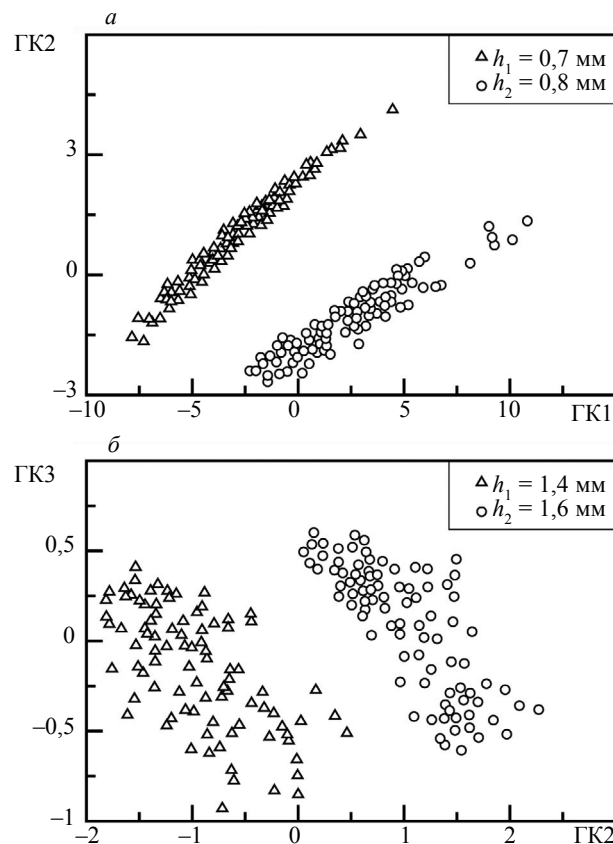 а
ГК2
h₁ = 0,7 мм
h₂ = 0,8 мм
3
0
−3
−10 −5 0 5 10 ГК1
б
ГК3
h₁ = 1,4 мм
h₂ = 1,6 мм
0,5
0
−0,5
−1
−2 −1 0 1 2 ГК2